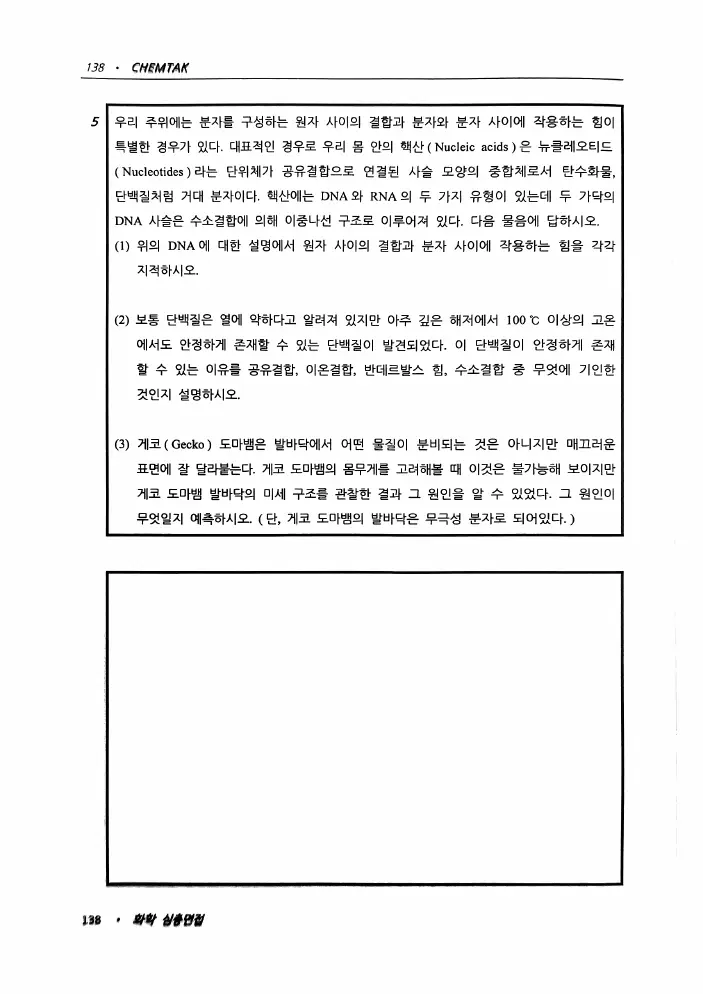 138 · CHEMTAK
5 우리 주위에는 분자를 구성하는 원자 사이의 결합과 분자와 분자 사이에 작용하는 힘이
특별한 경우가 있다. 대표적인 경우로 우리 몸 안의 핵산 ( Nucleic acids ) 은 뉴클레오티드
( Nucleotides ) 라는 단위체가 공유결합으로 연결된 사슬 모양의 중합체로서 탄수화물,
단백질처럼 거대 분자이다. 핵산에는 DNA 와 RNA 의 두 가지 유형이 있는데 두 가닥의
DNA 사슬은 수소결합에 의해 이중나선 구조로 이루어져 있다. 다음 물음에 답하시오.
(1) 위의 DNA 에 대한 설명에서 원자 사이의 결합과 분자 사이에 작용하는 힘을 각각
지적하시오.
(2) 보통 단백질은 열에 약하다고 알려져 있지만 아주 깊은 해저에서 100 ℃ 이상의 고온
에서도 안정하게 존재할 수 있는 단백질이 발견되었다. 이 단백질이 안정하게 존재
할 수 있는 이유를 공유결합, 이온결합, 반데르발스 힘, 수소결합 중 무엇에 기인한
것인지 설명하시오.
(3) 게코 ( Gecko ) 도마뱀은 발바닥에서 어떤 물질이 분비되는 것은 아니지만 매끄러운
표면에 잘 달라붙는다. 게코 도마뱀의 몸무게를 고려해볼 때 이것은 불가능해 보이지만
게코 도마뱀 발바닥의 미세 구조를 관찰한 결과 그 원인을 알 수 있었다. 그 원인이
무엇일지 예측하시오. ( 단, 게코 도마뱀의 발바닥은 무극성 분자로 되어있다. )
138 · 화학 심층면접